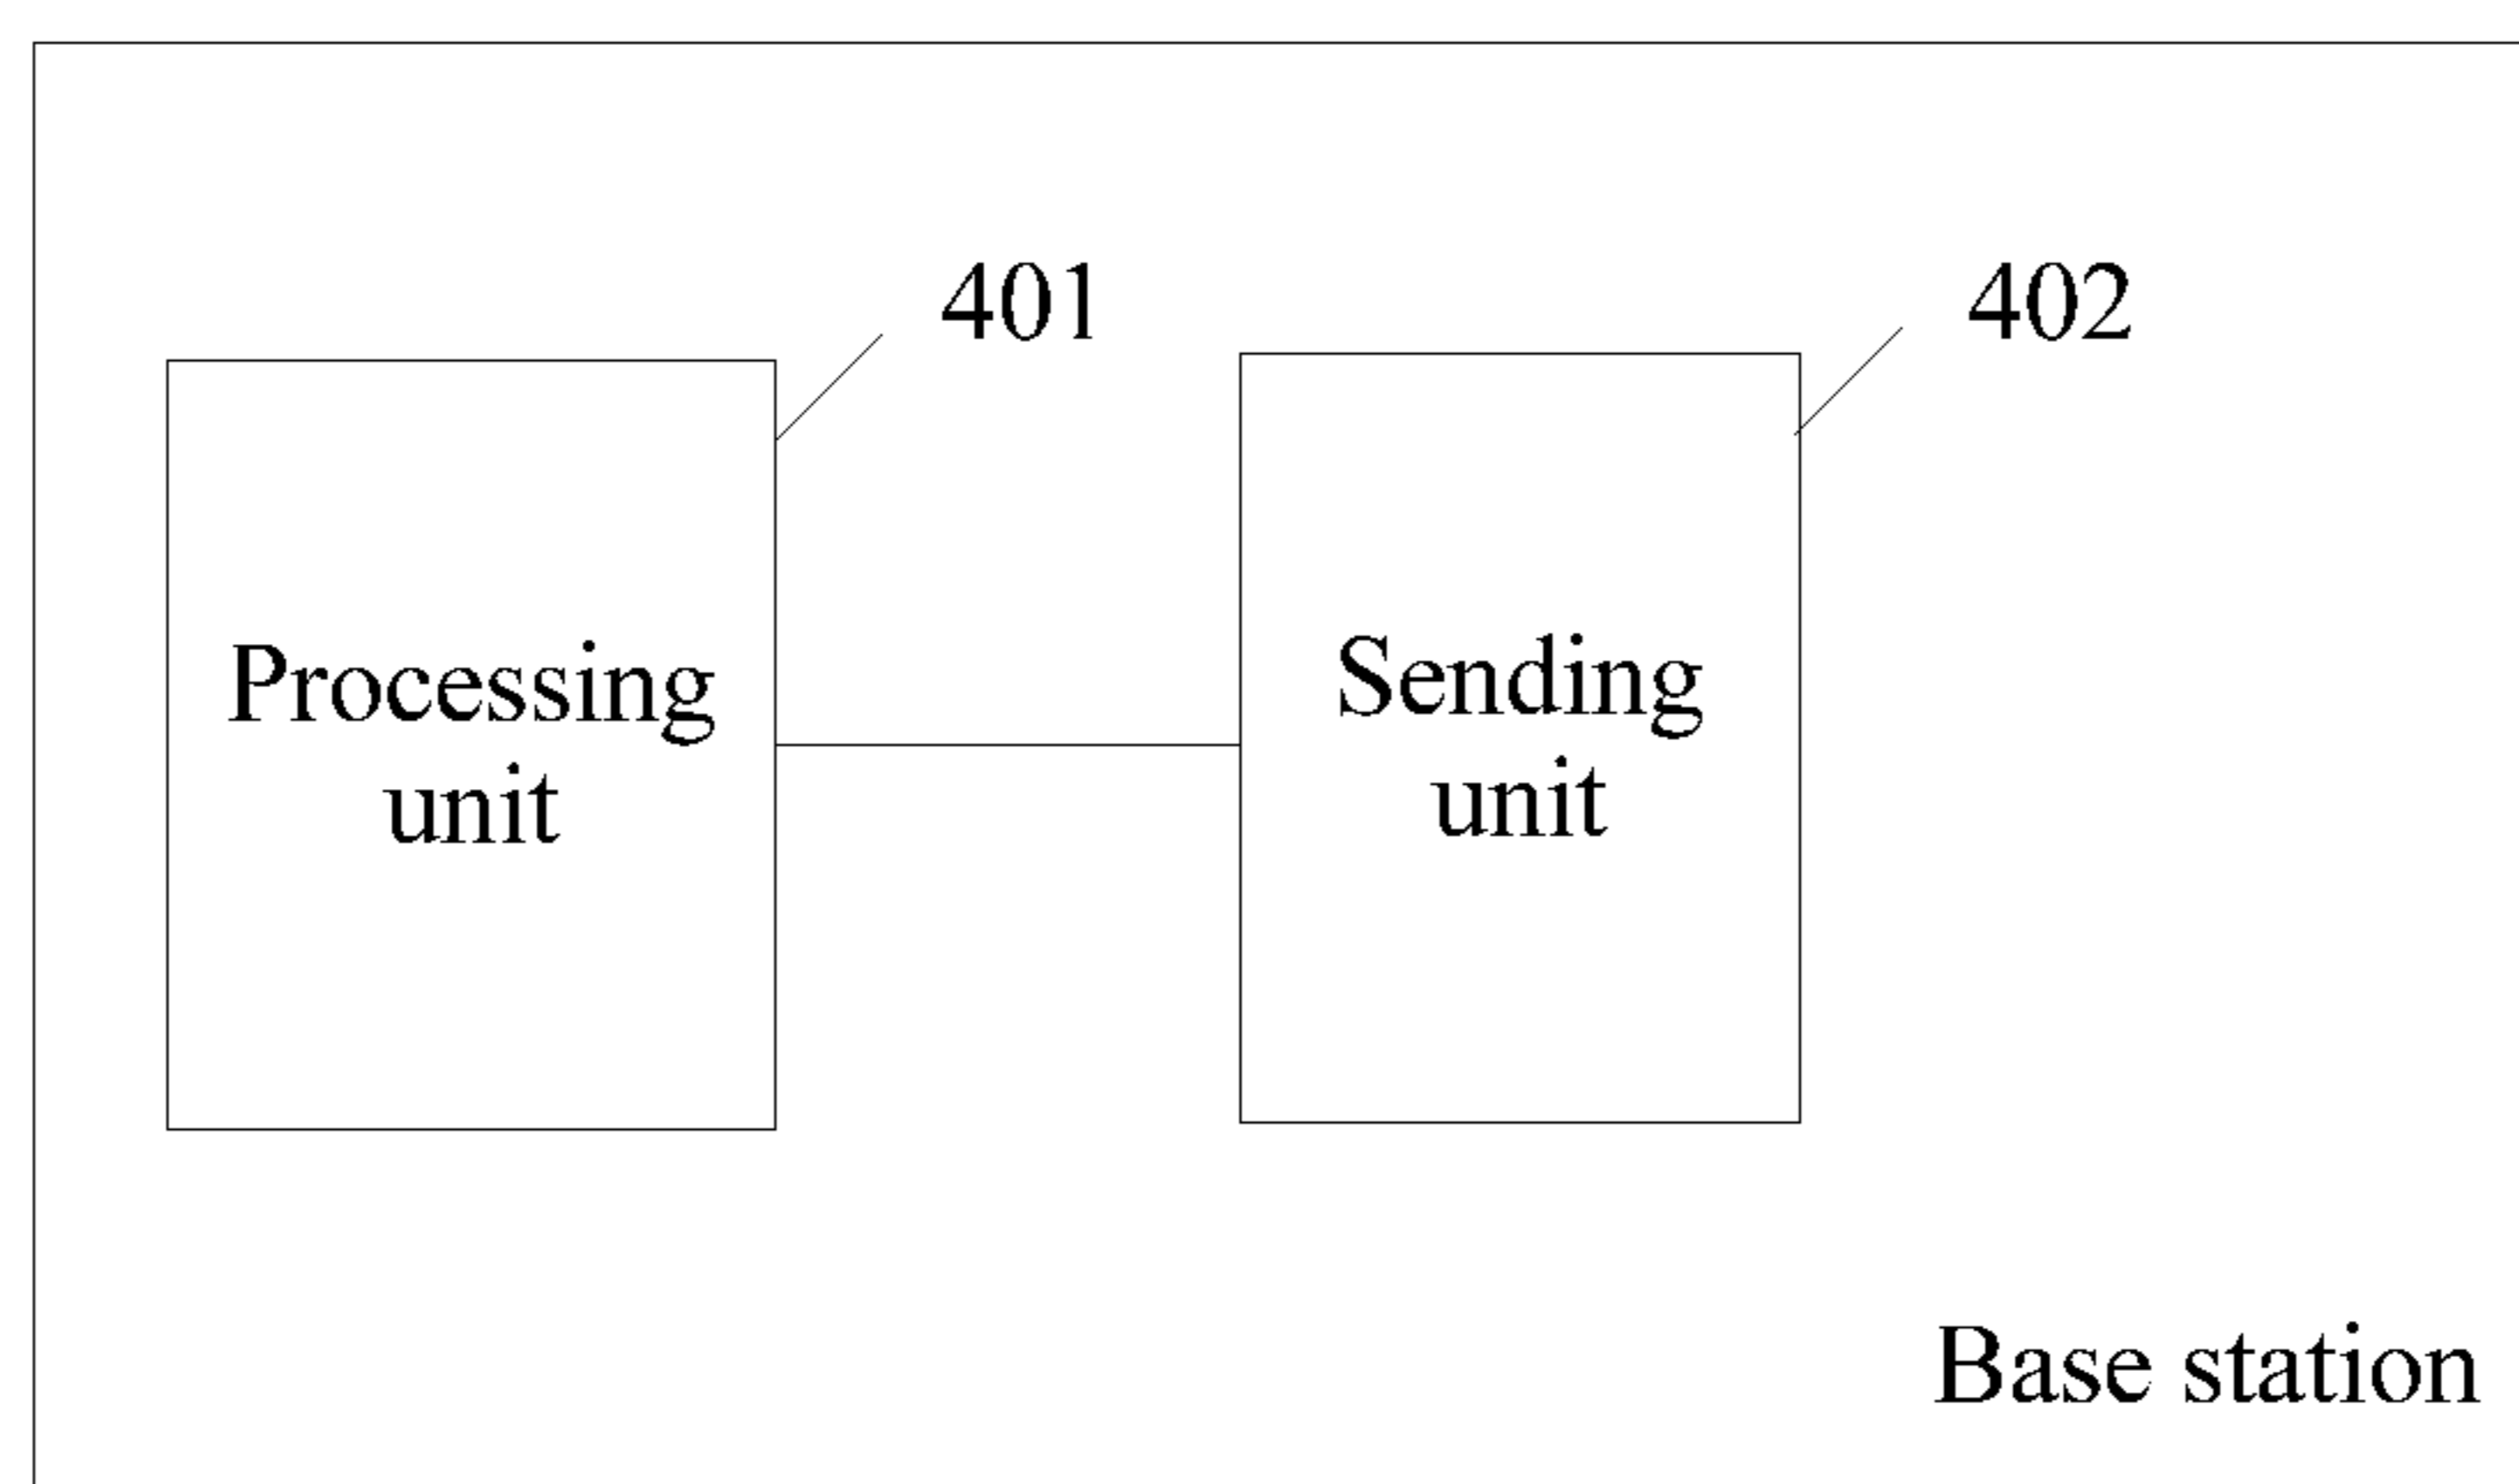 401
402
Processing
unit
Sending
unit
Base station